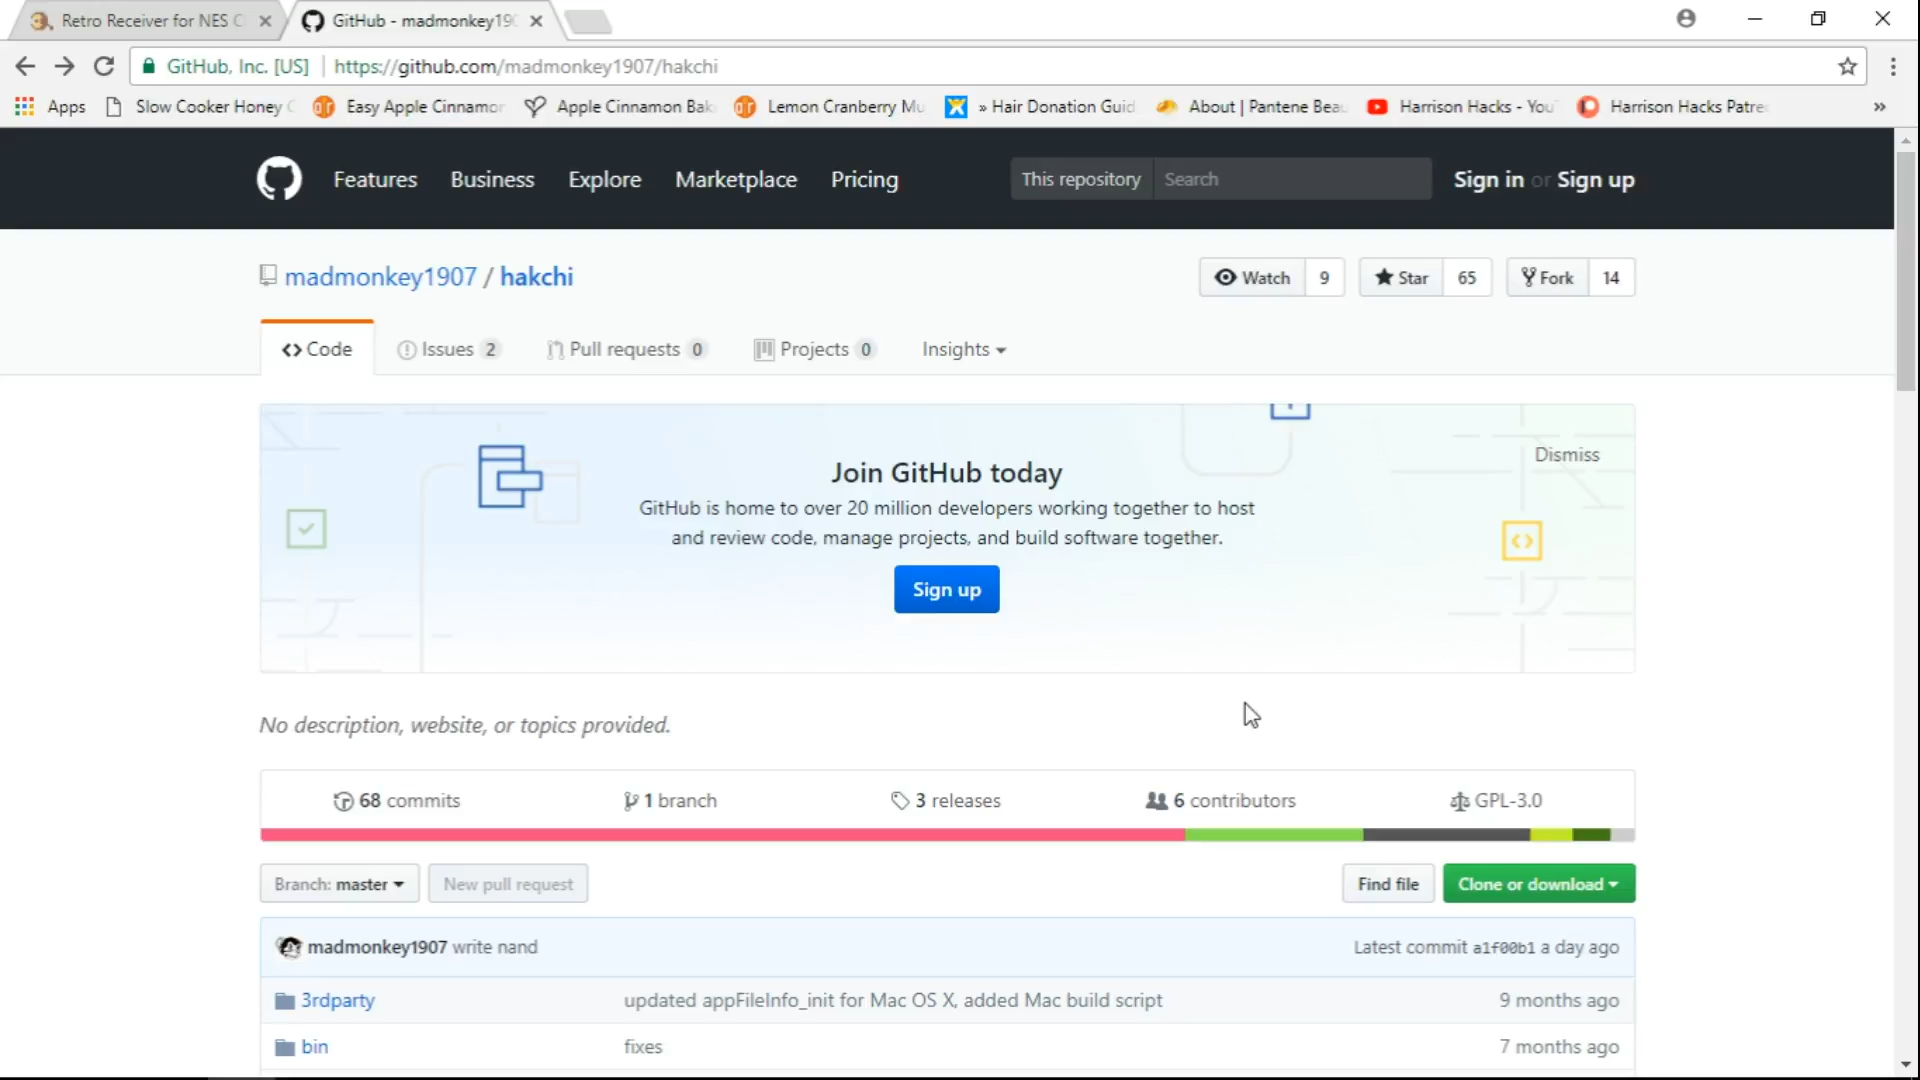 Retro Receiver for NES C
GitHub - madmonkey190
GitHub, Inc. [US]
https://github.com/madmonkey1907/hakchi
Apps
Slow Cooker Honey
Easy Apple Cinnamon
Apple Cinnamon Bak
Lemon Cranberry Mu
» Hair Donation Guid
About | Pantene Beau
Harrison Hacks - You
Harrison Hacks Patre
»
Features
Business
Explore
Marketplace
Pricing
This repository
Search
Sign in or Sign up
madmonkey1907 / hakchi
Watch 9
Star 65
Fork 14
Code
Issues 2
Pull requests 0
Projects 0
Insights
Join GitHub today
Dismiss
GitHub is home to over 20 million developers working together to host
and review code, manage projects, and build software together.
Sign up
No description, website, or topics provided.
68 commits
1 branch
3 releases
6 contributors
GPL-3.0
Branch: master
New pull request
Find file
Clone or download
madmonkey1907 write nand
Latest commit a1f00b1 a day ago
3rdparty
updated appFileInfo_init for Mac OS X, added Mac build script
9 months ago
bin
fixes
7 months ago